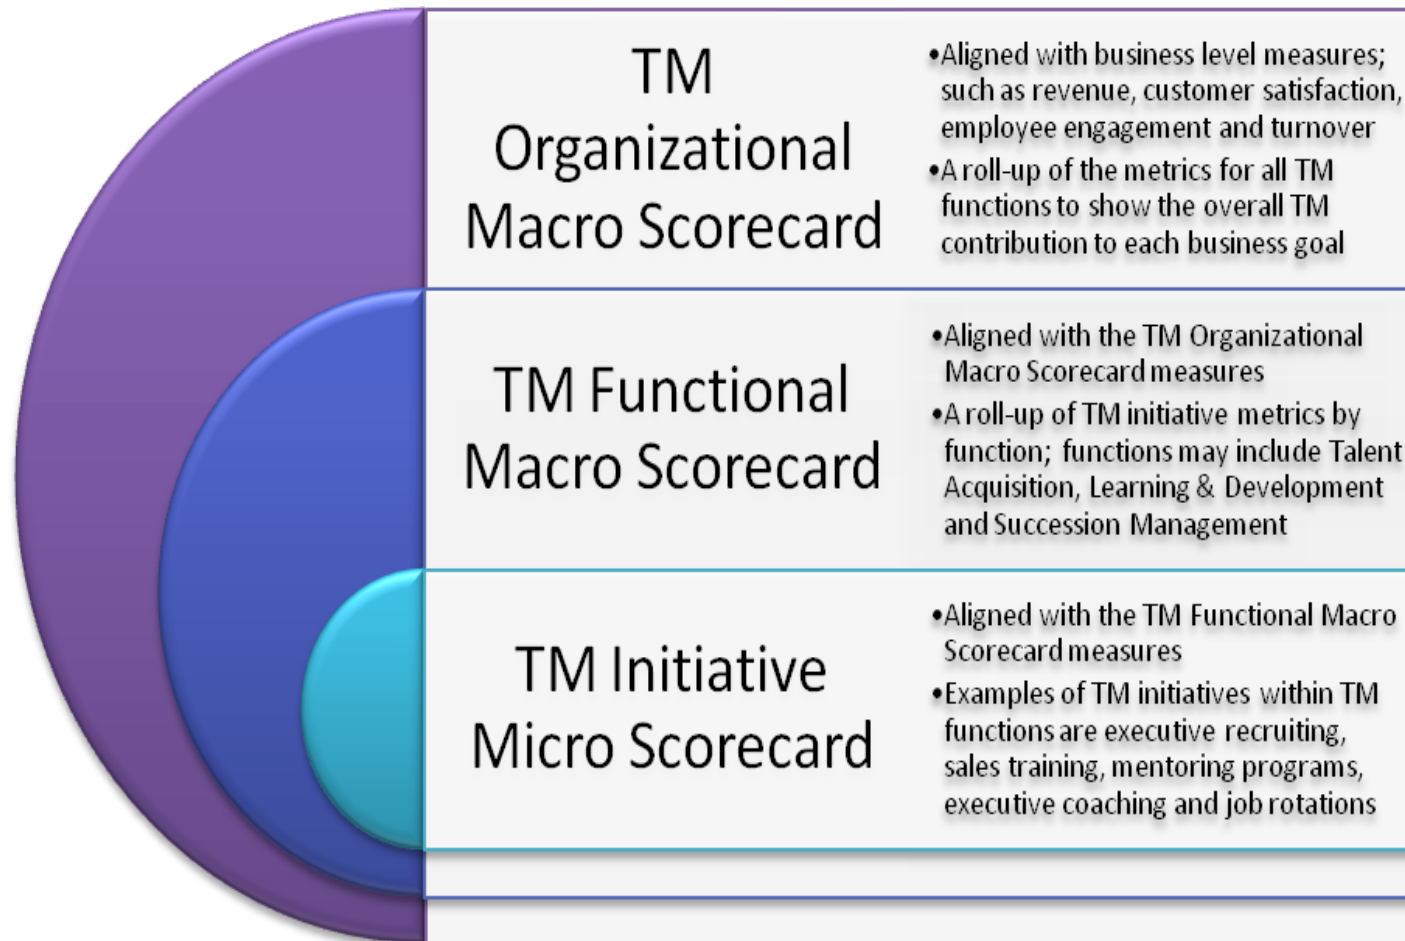 TM
Organizational
Macro Scorecard
•Aligned with business level measures;
such as revenue, customer satisfaction,
employee engagement and turnover
•A roll-up of the metrics for all TM
functions to show the overall TM
contribution to each business goal
TM Functional
Macro Scorecard
•Aligned with the TM Organizational
Macro Scorecard measures
•A roll-up of TM initiative metrics by
function; functions may include Talent
Acquisition, Learning & Development
and Succession Management
TM Initiative
Micro Scorecard
•Aligned with the TM Functional Macro
Scorecard measures
•Examples of TM initiatives within TM
functions are executive recruiting,
sales training, mentoring programs,
executive coaching and job rotations